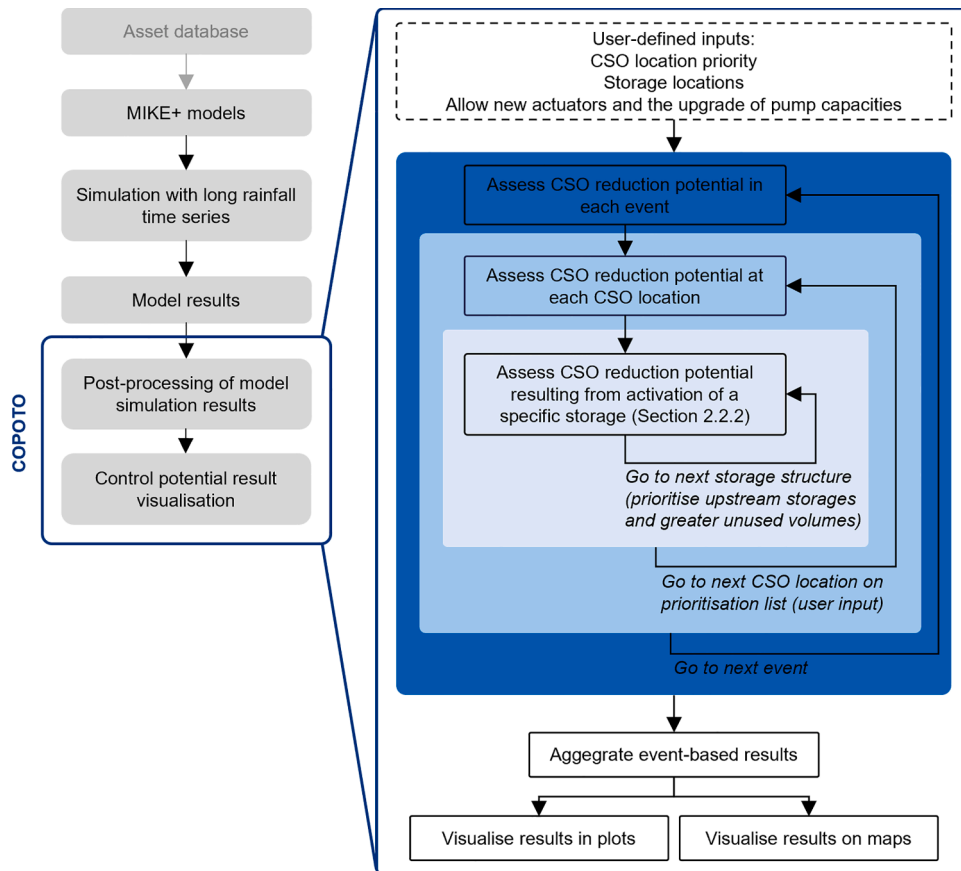 Asset database
MIKE+ models
Simulation with long rainfall
time series
Model results
COPOTO
Post-processing of model
simulation results
Control potential result
visualisation
User-defined inputs:
CSO location priority
Storage locations
Allow new actuators and the upgrade of pump capacities
Assess CSO reduction potential in
each event
Assess CSO reduction potential at
each CSO location
Assess CSO reduction potential
resulting from activation of a
specific storage (Section 2.2.2)
Go to next storage structure
(prioritise upstream storages
and greater unused volumes)
Go to next CSO location on
prioritisation list (user input)
Go to next event
Aggegrate event-based results
Visualise results in plots
Visualise results on maps